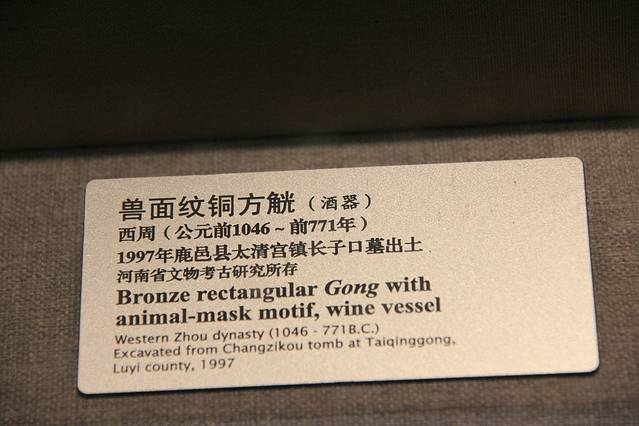 兽面纹铜方觥（酒器）
西周（公元前1046～前771年）
1997年鹿邑县太清宫镇长子口墓出土
河南省文物考古研究所存
Bronze rectangular Gong with
animal-mask motif, wine vessel
Western Zhou dynasty (1046 - 771B.C.)
Excavated from Changzikou tomb at Taiqinggong,
Luyi county, 1997